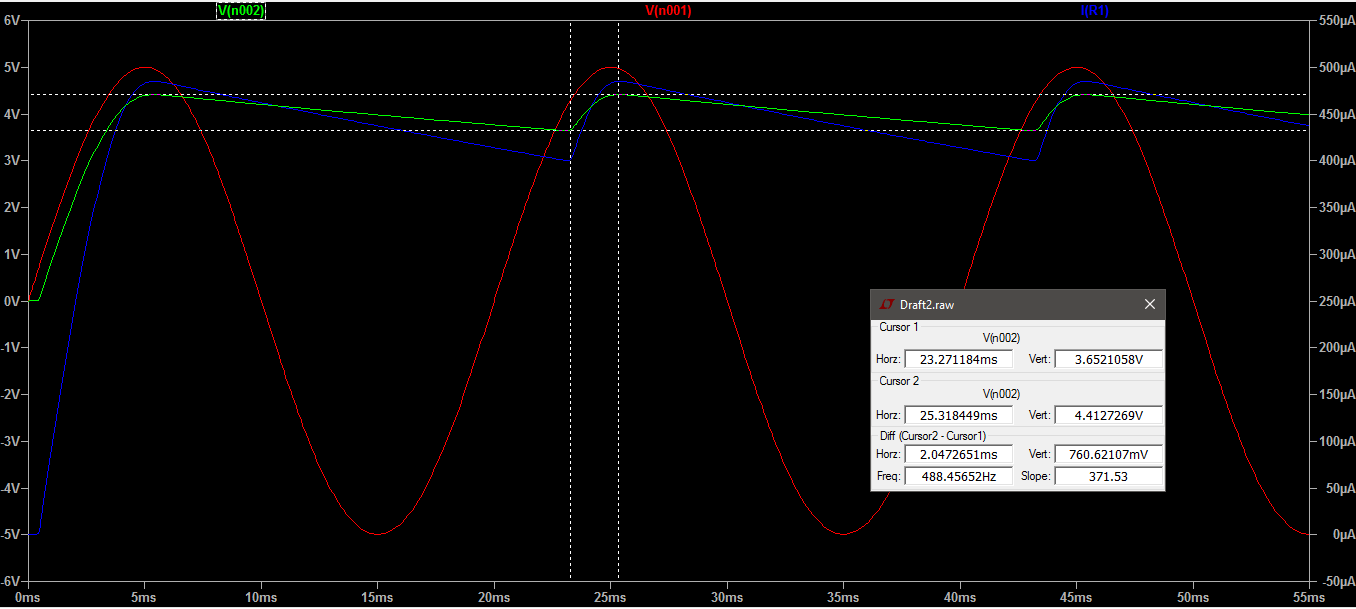 V(n002) V(n001) I(R1)
6V 550µA
5V 500µA
4V 450µA
3V 400µA
2V 350µA
1V 300µA
0V 250µA
-1V 200µA
-2V 150µA
-3V 100µA
-4V 50µA
-5V 0µA
-6V -50µA
0ms 5ms 10ms 15ms 20ms 25ms 30ms 35ms 40ms 45ms 50ms 55ms
Draft2.raw
Cursor 1
V(n002)
Horz: 23.271184ms Vert: 3.6521058V
Cursor 2
V(n002)
Horz: 25.318449ms Vert: 4.4127269V
Diff (Cursor2 - Cursor1)
Horz: 2.0472651ms Vert: 760.62107mV
Freq: 488.45652Hz Slope: 371.53